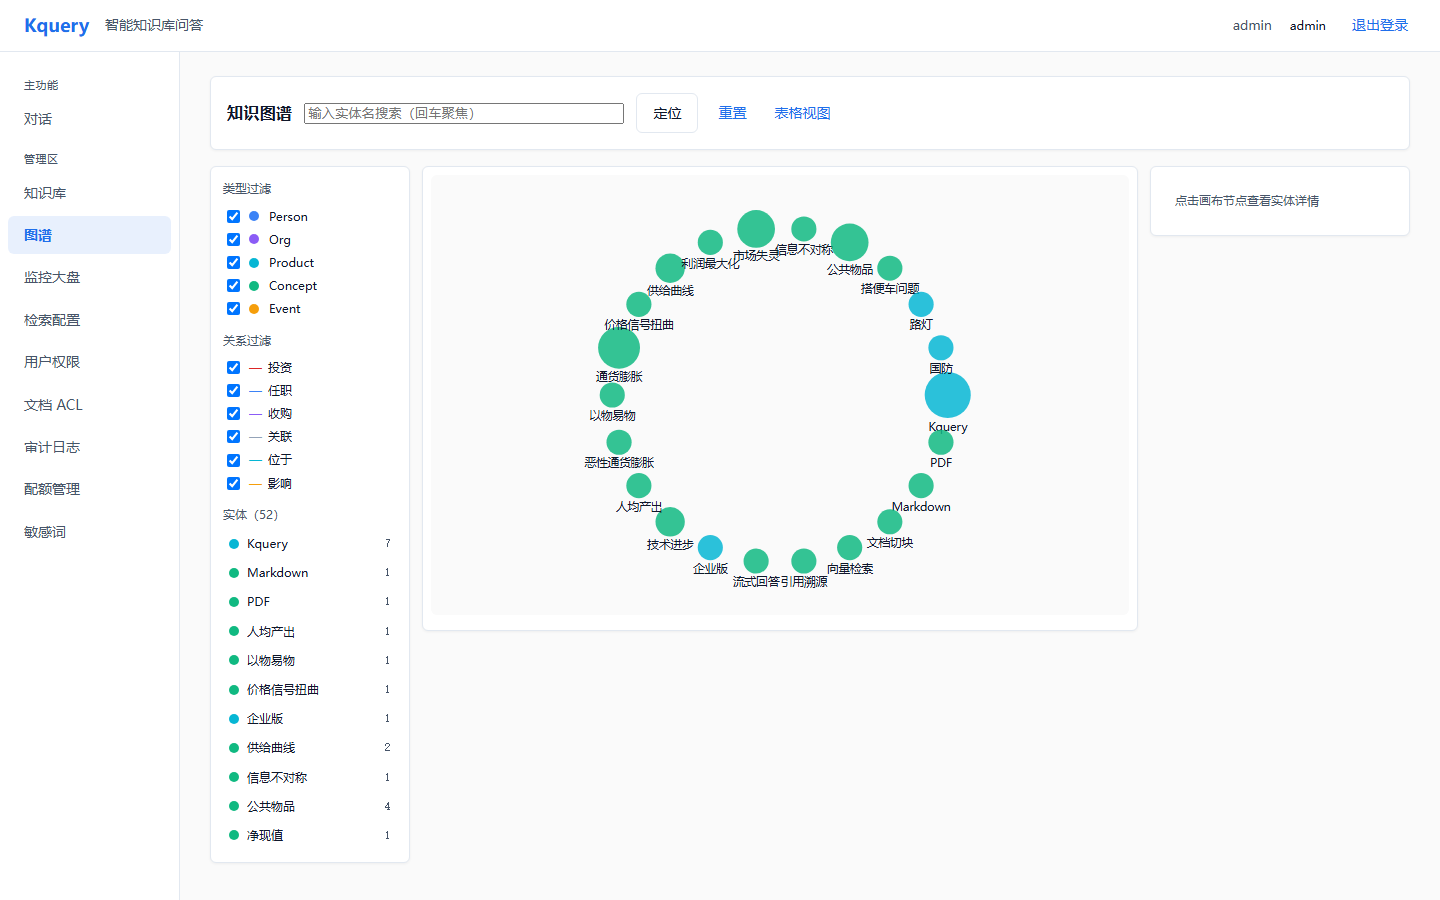 Kquery 智能知识库问答
admin admin 退出登录
主功能
对话
管理区
知识库
图谱
监控大盘
检索配置
用户权限
文档 ACL
审计日志
配额管理
敏感词
知识图谱 输入实体名搜索（回车聚焦） 定位 重置 表格视图
类型过滤
Person
Org
Product
Concept
Event
关系过滤
投资
任职
收购
关联
位于
影响
实体（52）
Kquery 7
Markdown 1
PDF 1
人均产出 1
以物易物 1
价格信号扭曲 1
企业版 1
供给曲线 2
信息不对称 1
公共物品 4
净现值 1
市场失灵
信息不对称
利润最大化
公共物品
供给曲线
搭便车问题
价格信号扭曲
路灯
国防
通货膨胀
以物易物
Kquery
恶性通货膨胀
PDF
人均产出
Markdown
技术进步
文档切块
企业版
向量检索
流式回答
引用溯源
点击画布节点查看实体详情